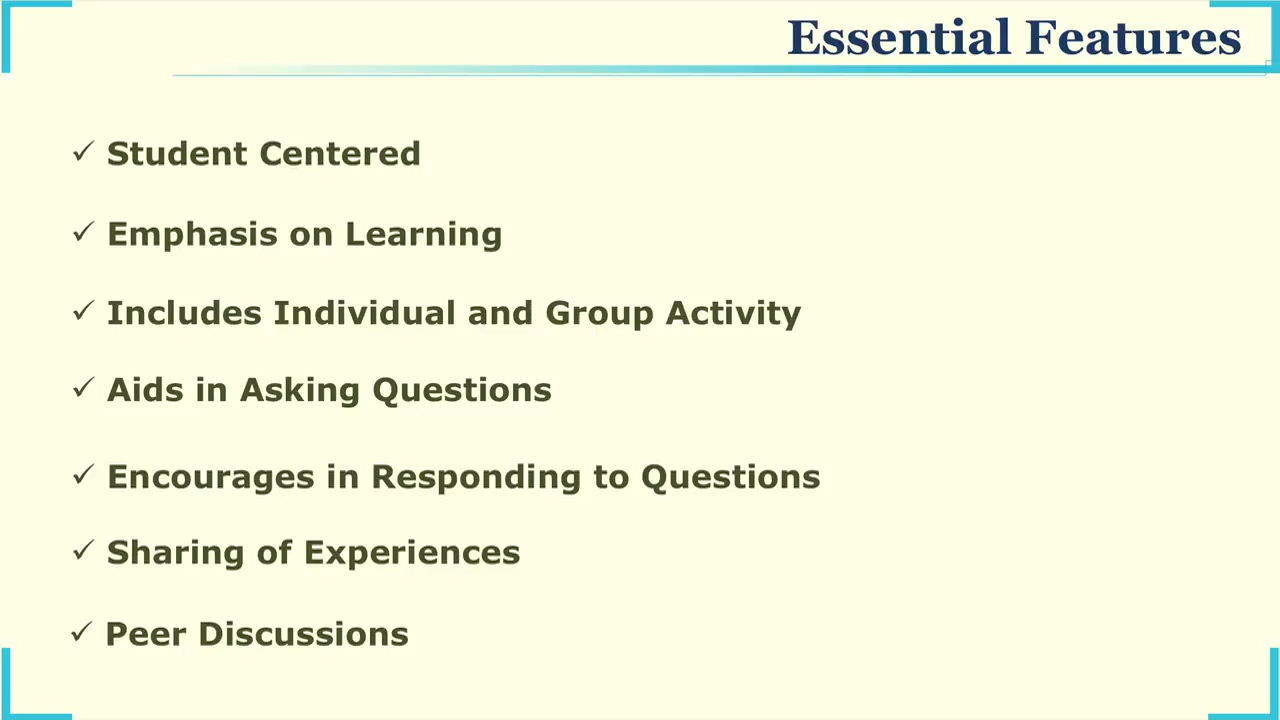 Essential Features
✓ Student Centered
✓ Emphasis on Learning
✓ Includes Individual and Group Activity
✓ Aids in Asking Questions
✓ Encourages in Responding to Questions
✓ Sharing of Experiences
✓ Peer Discussions